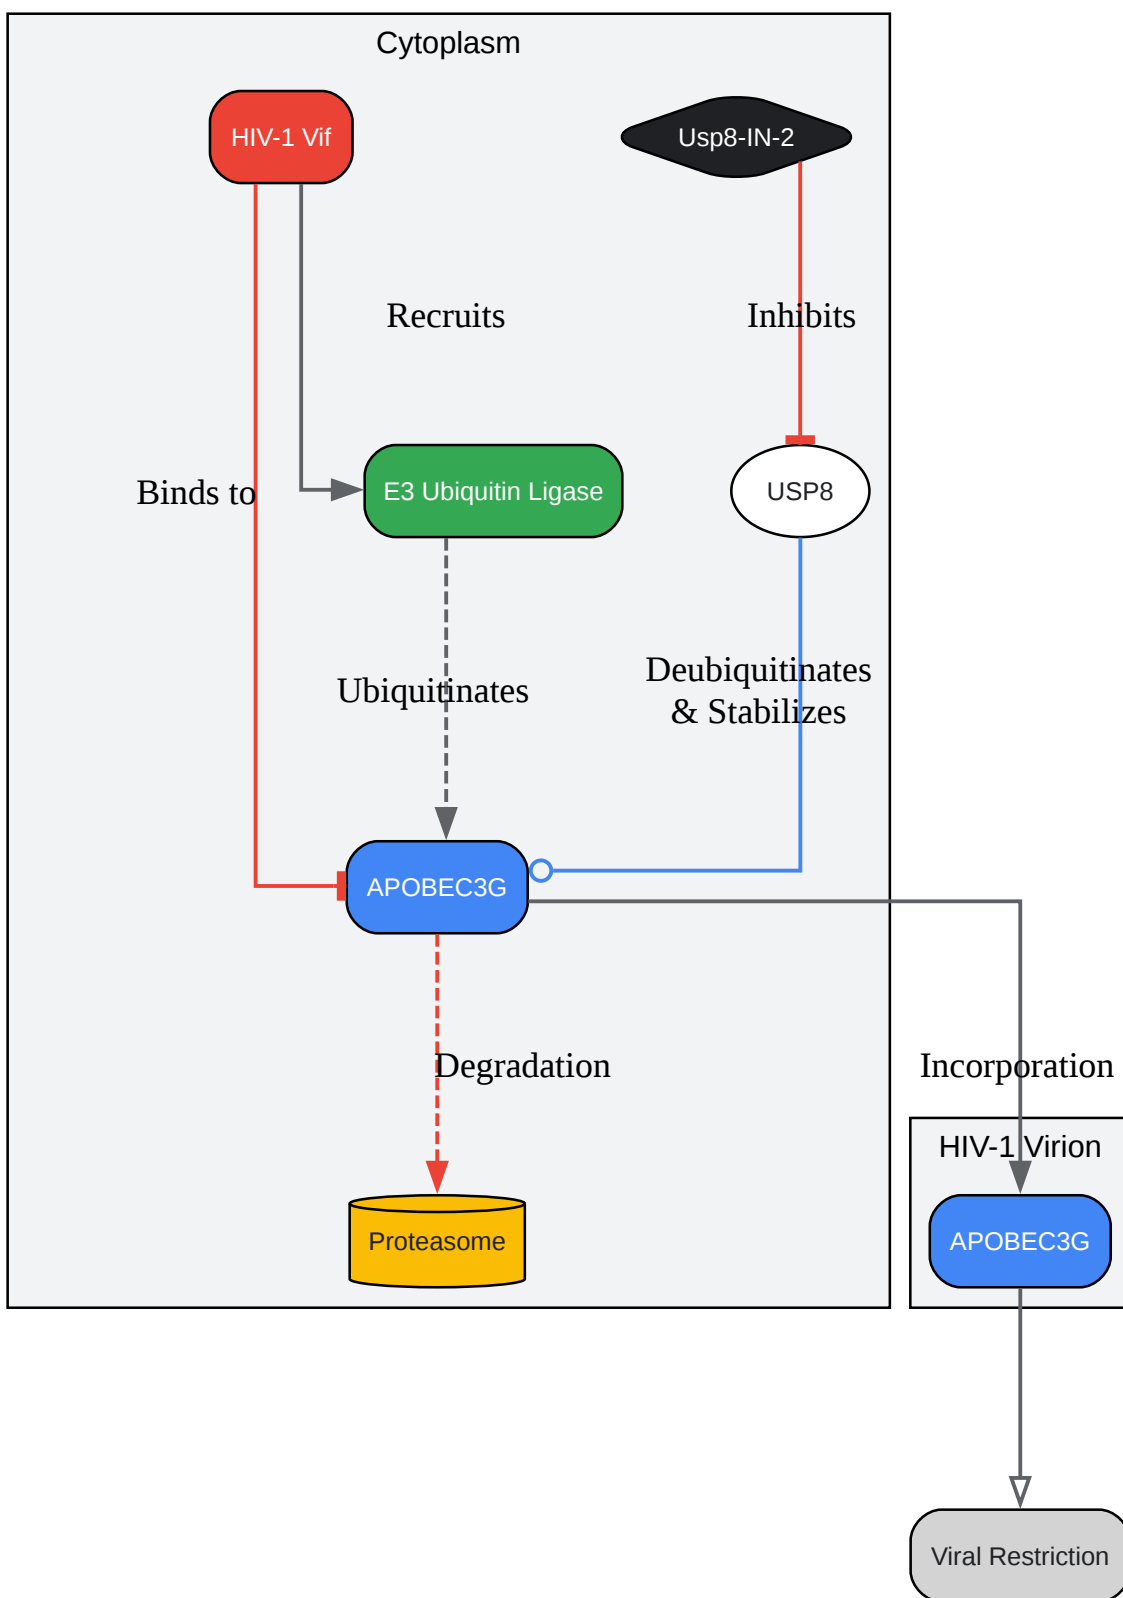 Cytoplasm
HIV-1 Vif
Usp8-IN-2
Recruits
Inhibits
Binds to
E3 Ubiquitin Ligase
USP8
Ubiquitinates
Deubiquitinates
& Stabilizes
APOBEC3G
Degradation
Incorporation
HIV-1 Virion
Proteasome
APOBEC3G
Viral Restriction